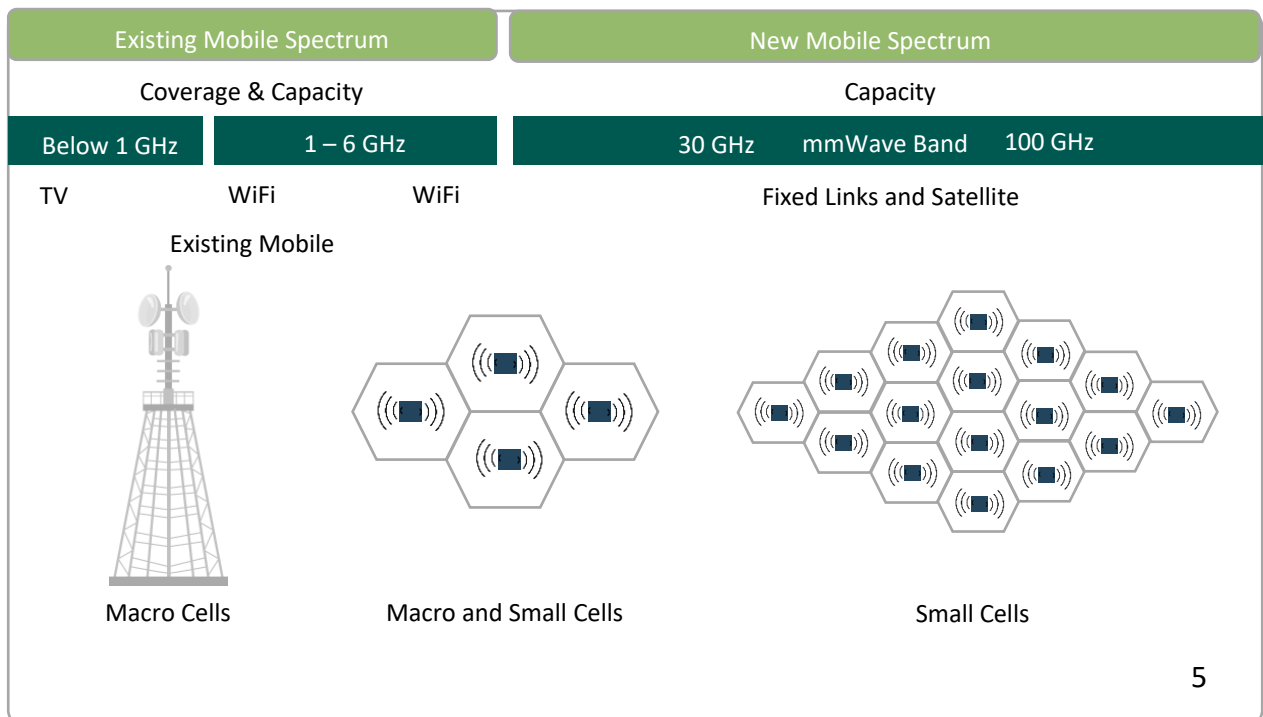 Existing Mobile Spectrum
New Mobile Spectrum
Coverage & Capacity
Capacity
Below 1 GHz
1 – 6 GHz
30 GHz
mmWave Band
100 GHz
TV
WiFi
WiFi
Fixed Links and Satellite
Existing Mobile
Macro Cells
Macro and Small Cells
Small Cells
5